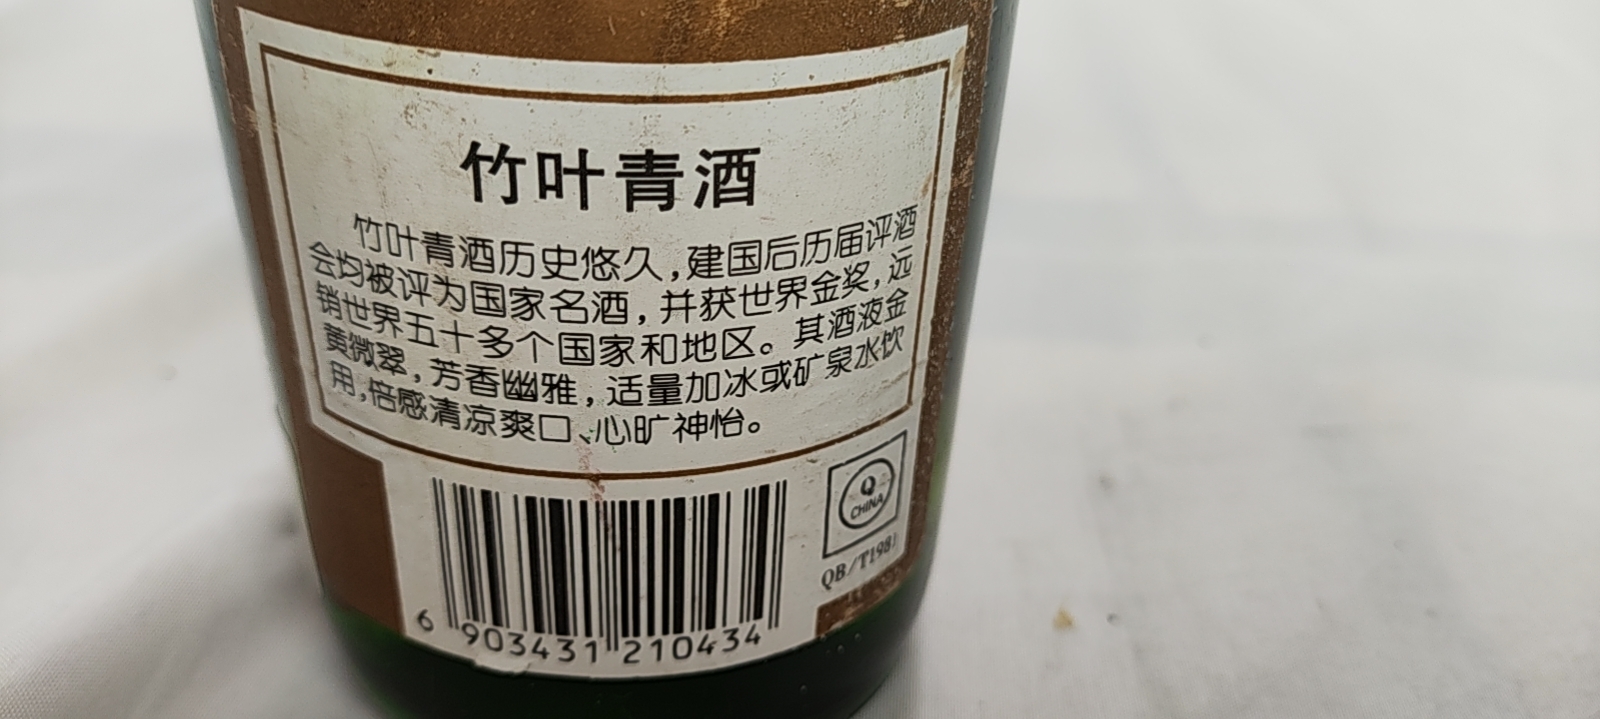 竹叶青酒
竹叶青酒历史悠久,建国后历届评酒
会均被评为国家名酒,并获世界金奖,远
销世界五十多个国家和地区。其酒液金
黄微翠,芳香幽雅,适量加冰或矿泉水饮
用,倍感清凉爽口、心旷神怡。
Q
CHINA
QB/T1981
6 903431 210434